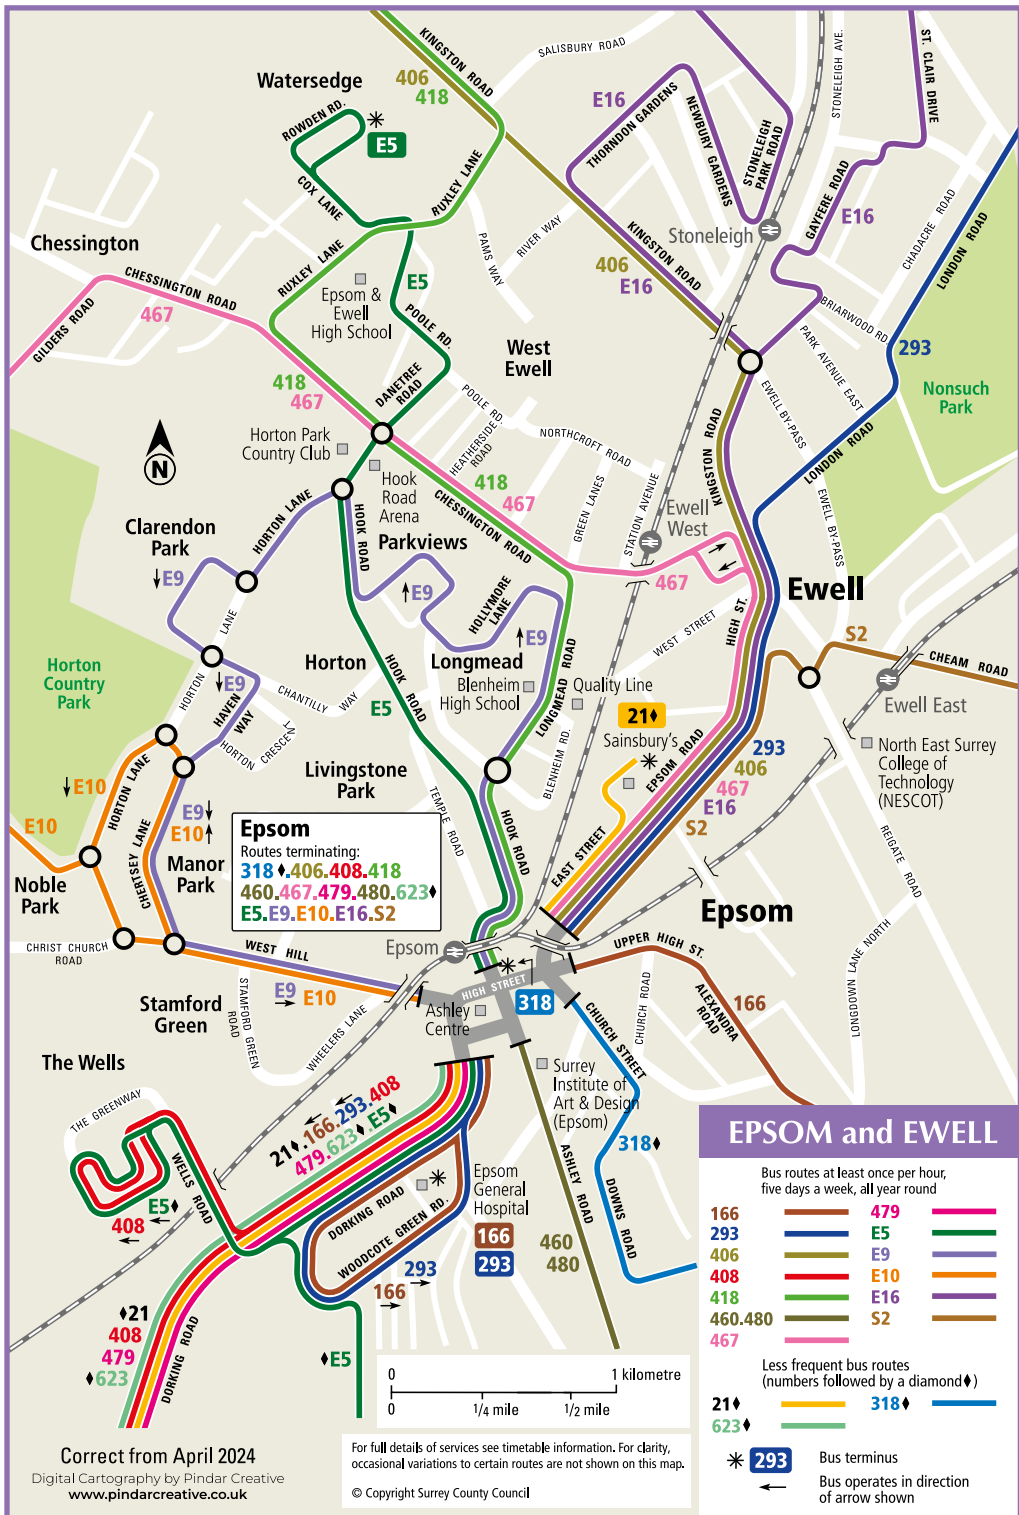 KINGSTON ROAD
SALISBURY ROAD
STONELEIGH AVE.
ST. CLAIR DRIVE
406
418
Watersedge
ROWDEN RD.
E5
COX LANE
RUXLEY LANE
E16
THORNDON GARDENS
NEWBURY GARDENS
STONELEIGH
PARK ROAD
GAYFERE ROAD
E16
CHADACRE ROAD
LONDON ROAD
Stoneleigh
PAMS WAY
RIVER WAY
KINGSTON ROAD
406
E16
Chessington
CHESSINGTON ROAD
467
GILDERS ROAD
RUXLEY LANE
Epsom &
Ewell
High School
E5
POOLE RD.
BRIARWOOD RD.
PARK AVENUE EAST
293
Nonsuch
Park
West
Ewell
418
467
DANETREE
ROAD
POOLE RD.
HEATHERSIDE
ROAD
NORTHCROFT ROAD
EWELL BY-PASS
LONDON ROAD
KINGSTON ROAD
N
Horton Park
Country Club
Hook
Road
Arena
418
467
CHESSINGTON ROAD
GREEN LANES
STATION AVENUE
Ewell
West
EWELL BY-PASS
Clarendon
Park
HORTON LANE
HOOK ROAD
Parkviews
E9
E9
HOLLYMORE
LANE
E9
467
HIGH ST.
Ewell
WEST STREET
S2
CHEAM ROAD
Ewell East
Horton
Country
Park
HORTON LANE
E9
HAVEN
WAY
CHANTILLY WAY
HORTON CRESCENT
Horton
HOOK ROAD
E5
Longmead
Blenheim
High School
LONGMEAD ROAD
Quality Line
21♦
Sainsbury's
BLENHEIM RD.
EPSOM ROAD
293
406
467
E16
S2
North East Surrey
College of
Technology
(NESCOT)
REIGATE ROAD
Livingstone
Park
TEMPLE ROAD
HOOK ROAD
EAST STREET
HORTON LANE
E10
E10
E9
E10
CHERTSEY LANE
Manor
Park
Noble
Park
Epsom
Routes terminating:
318♦.406.408.418
460.467.479.480.623♦
E5.E9.E10.E16.S2
Epsom
CHRIST CHURCH
ROAD
WEST HILL
E9
E10
Epsom
HIGH STREET
318
UPPER HIGH ST.
ALEXANDRA
ROAD
166
LONGDOWN LANE NORTH
CHURCH ROAD
CHURCH STREET
Stamford
Green
STAMFORD GREEN
ROAD
WHEELERS LANE
Ashley
Centre
The Wells
THE GREENWAY
WELLS ROAD
21♦.166.293.408
479.623♦.E5♦
Surrey
Institute of
Art & Design
(Epsom)
318♦
ASHLEY ROAD
DOWNS ROAD
E5♦
408
DORKING ROAD
WOODCOTE GREEN RD.
Epsom
General
Hospital
166
293
293
166
460
480
♦21
408
479
♦623
DORKING ROAD
♦E5
0 1 kilometre
0 1/4 mile 1/2 mile
Correct from April 2024
Digital Cartography by Pindar Creative
www.pindarcreative.co.uk
For full details of services see timetable information. For clarity,
occasional variations to certain routes are not shown on this map.
© Copyright Surrey County Council
EPSOM and EWELL
Bus routes at least once per hour,
five days a week, all year round
166 479
293 E5
406 E9
408 E10
418 E16
460.480 S2
467
Less frequent bus routes
(numbers followed by a diamond♦)
21♦ 318♦
623♦
293 Bus terminus
Bus operates in direction
of arrow shown